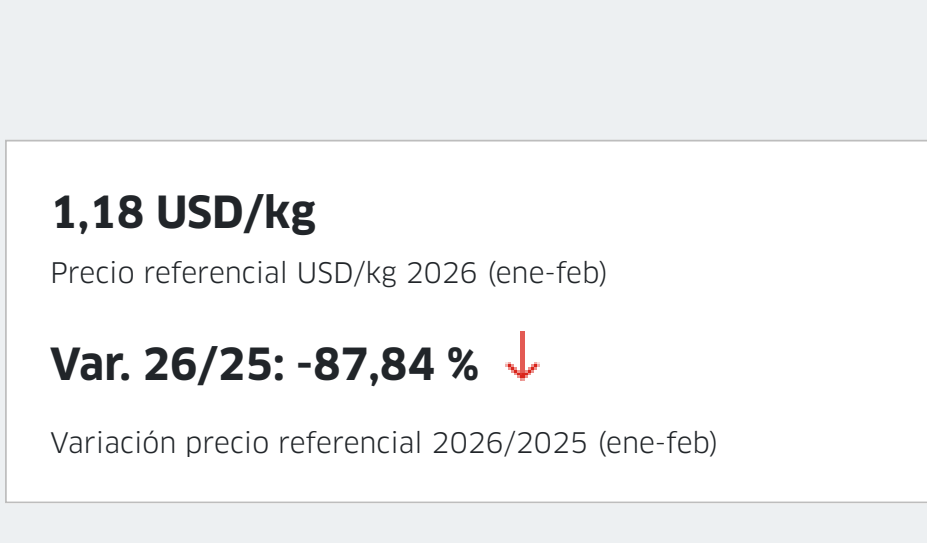 1,18 USD/kg
Precio referencial USD/kg 2026 (ene-feb)
Var. 26/25: -87,84 %
Variación precio referencial 2026/2025 (ene-feb)